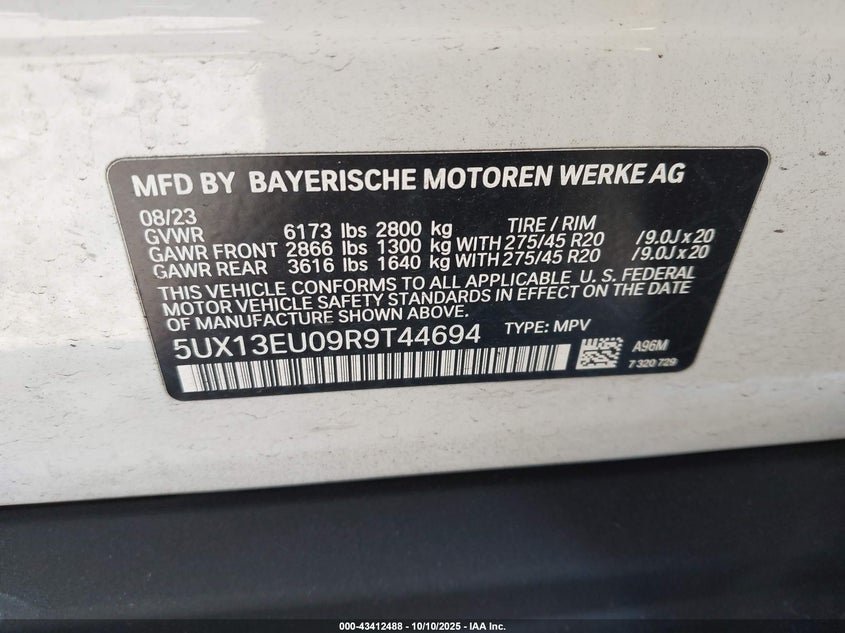 MFD BY BAYERISCHE MOTOREN WERKE AG
08/23
GVWR 6173 lbs 2800 kg TIRE / RIM
GAWR FRONT 2866 lbs 1300 kg WITH 275/45 R20 /9.0J x 20
GAWR REAR 3616 lbs 1640 kg WITH 275/45 R20 /9.0J x 20
THIS VEHICLE CONFORMS TO ALL APPLICABLE U. S. FEDERAL
MOTOR VEHICLE SAFETY STANDARDS IN EFFECT ON THE DATE
OF MANUFACTURE SHOWN ABOVE.
5UX13EU09R9T44694 TYPE: MPV
A96M
7 320 729
000-43412488 - 10/10/2025 - IAA Inc.